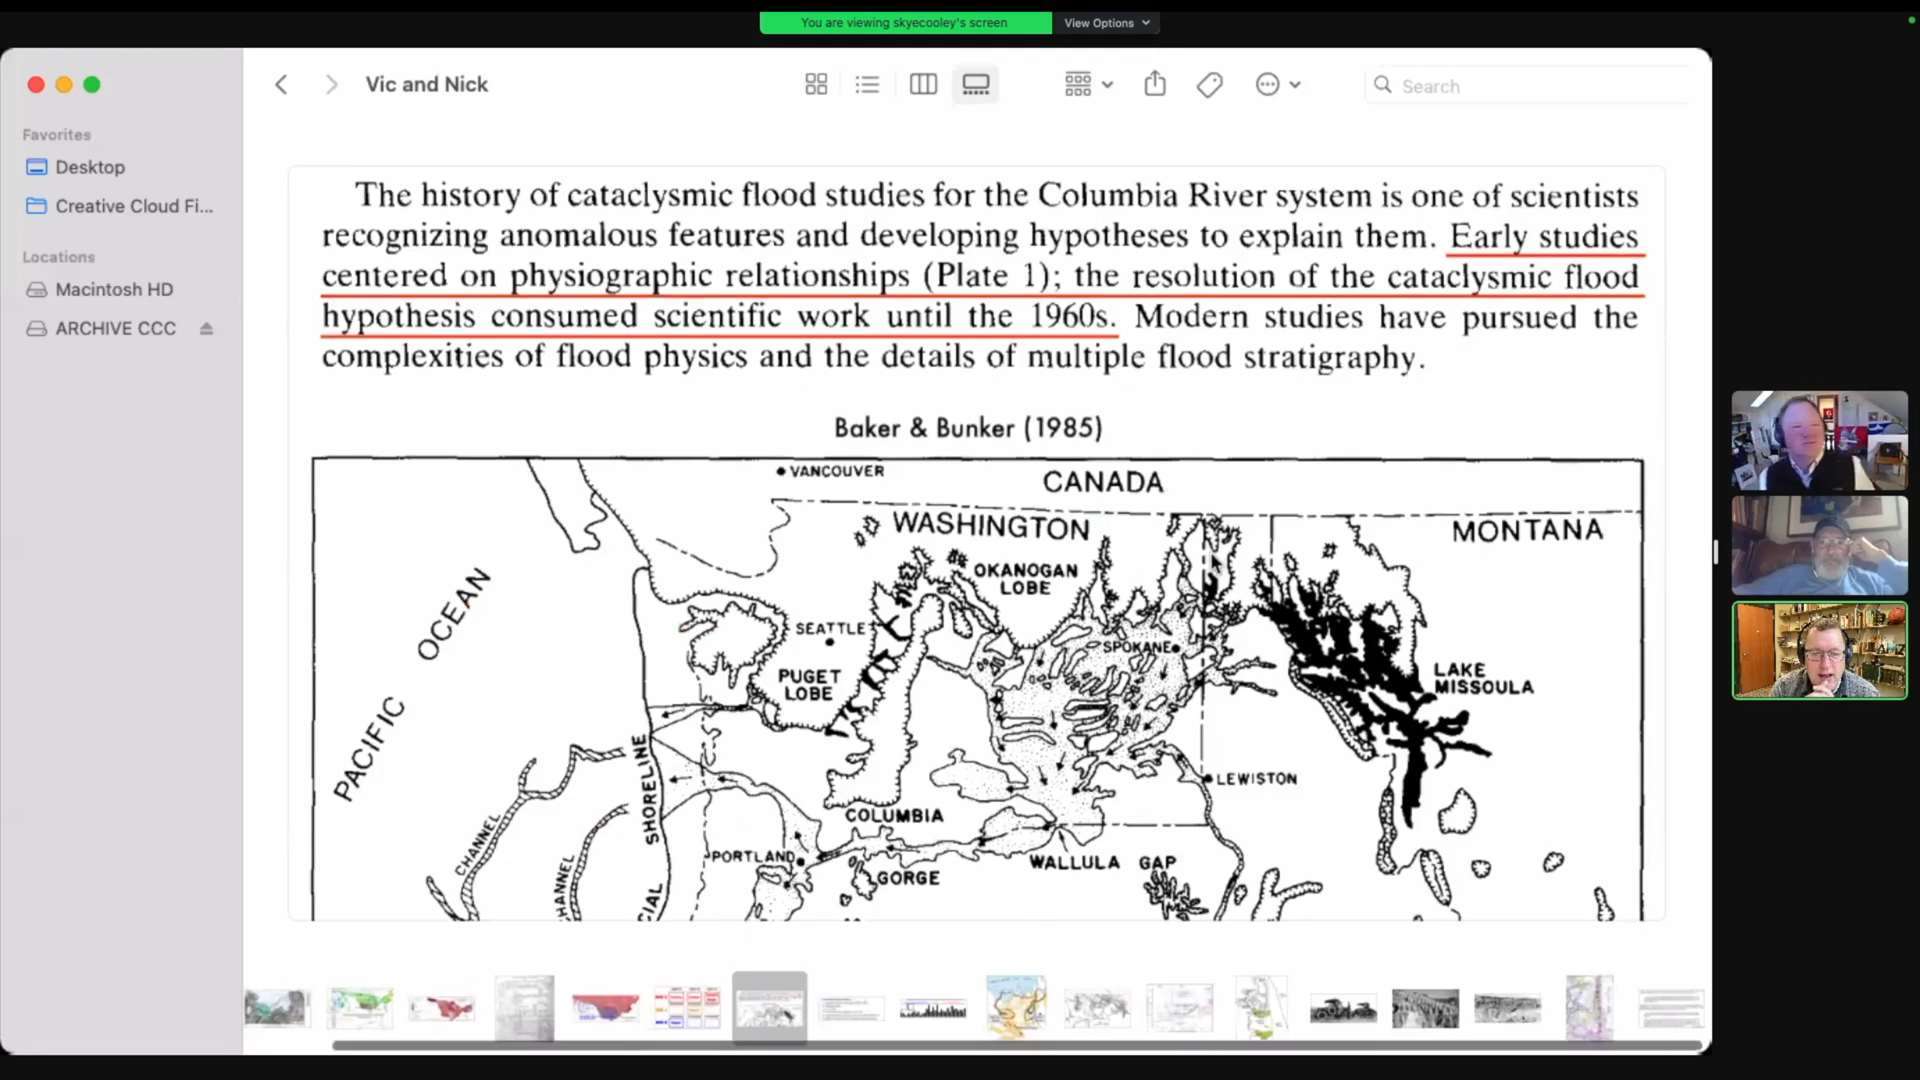 You are viewing skyecooley's screen
View Options
Vic and Nick
Search
Favorites
Desktop
Creative Cloud Fi...
Locations
Macintosh HD
ARCHIVE CCC
The history of cataclysmic flood studies for the Columbia River system is one of scientists
recognizing anomalous features and developing hypotheses to explain them. Early studies
centered on physiographic relationships (Plate 1); the resolution of the cataclysmic flood
hypothesis consumed scientific work until the 1960s. Modern studies have pursued the
complexities of flood physics and the details of multiple flood stratigraphy.
Baker & Bunker (1985)
VANCOUVER
CANADA
WASHINGTON
MONTANA
OKANOGAN
LOBE
PACIFIC OCEAN
SEATTLE
SPOKANE
PUGET
LOBE
LAKE
MISSOULA
SHORELINE
LEWISTON
COLUMBIA
CHANNEL
PORTLAND
WALLULA GAP
GORGE
HANNEL
CIAL